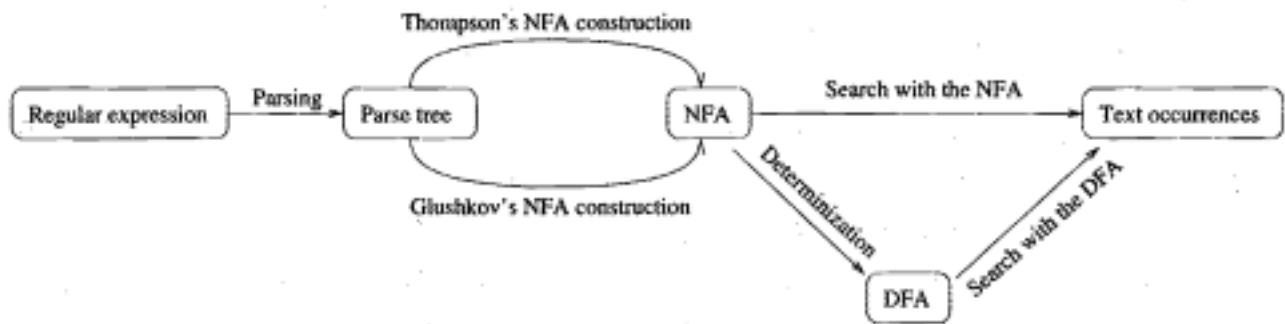 Thompson's NFA construction
Regular expression
Parsing
Parse tree
NFA
Search with the NFA
Text occurrences
Glushkov's NFA construction
Determinization
Search with the DFA
DFA